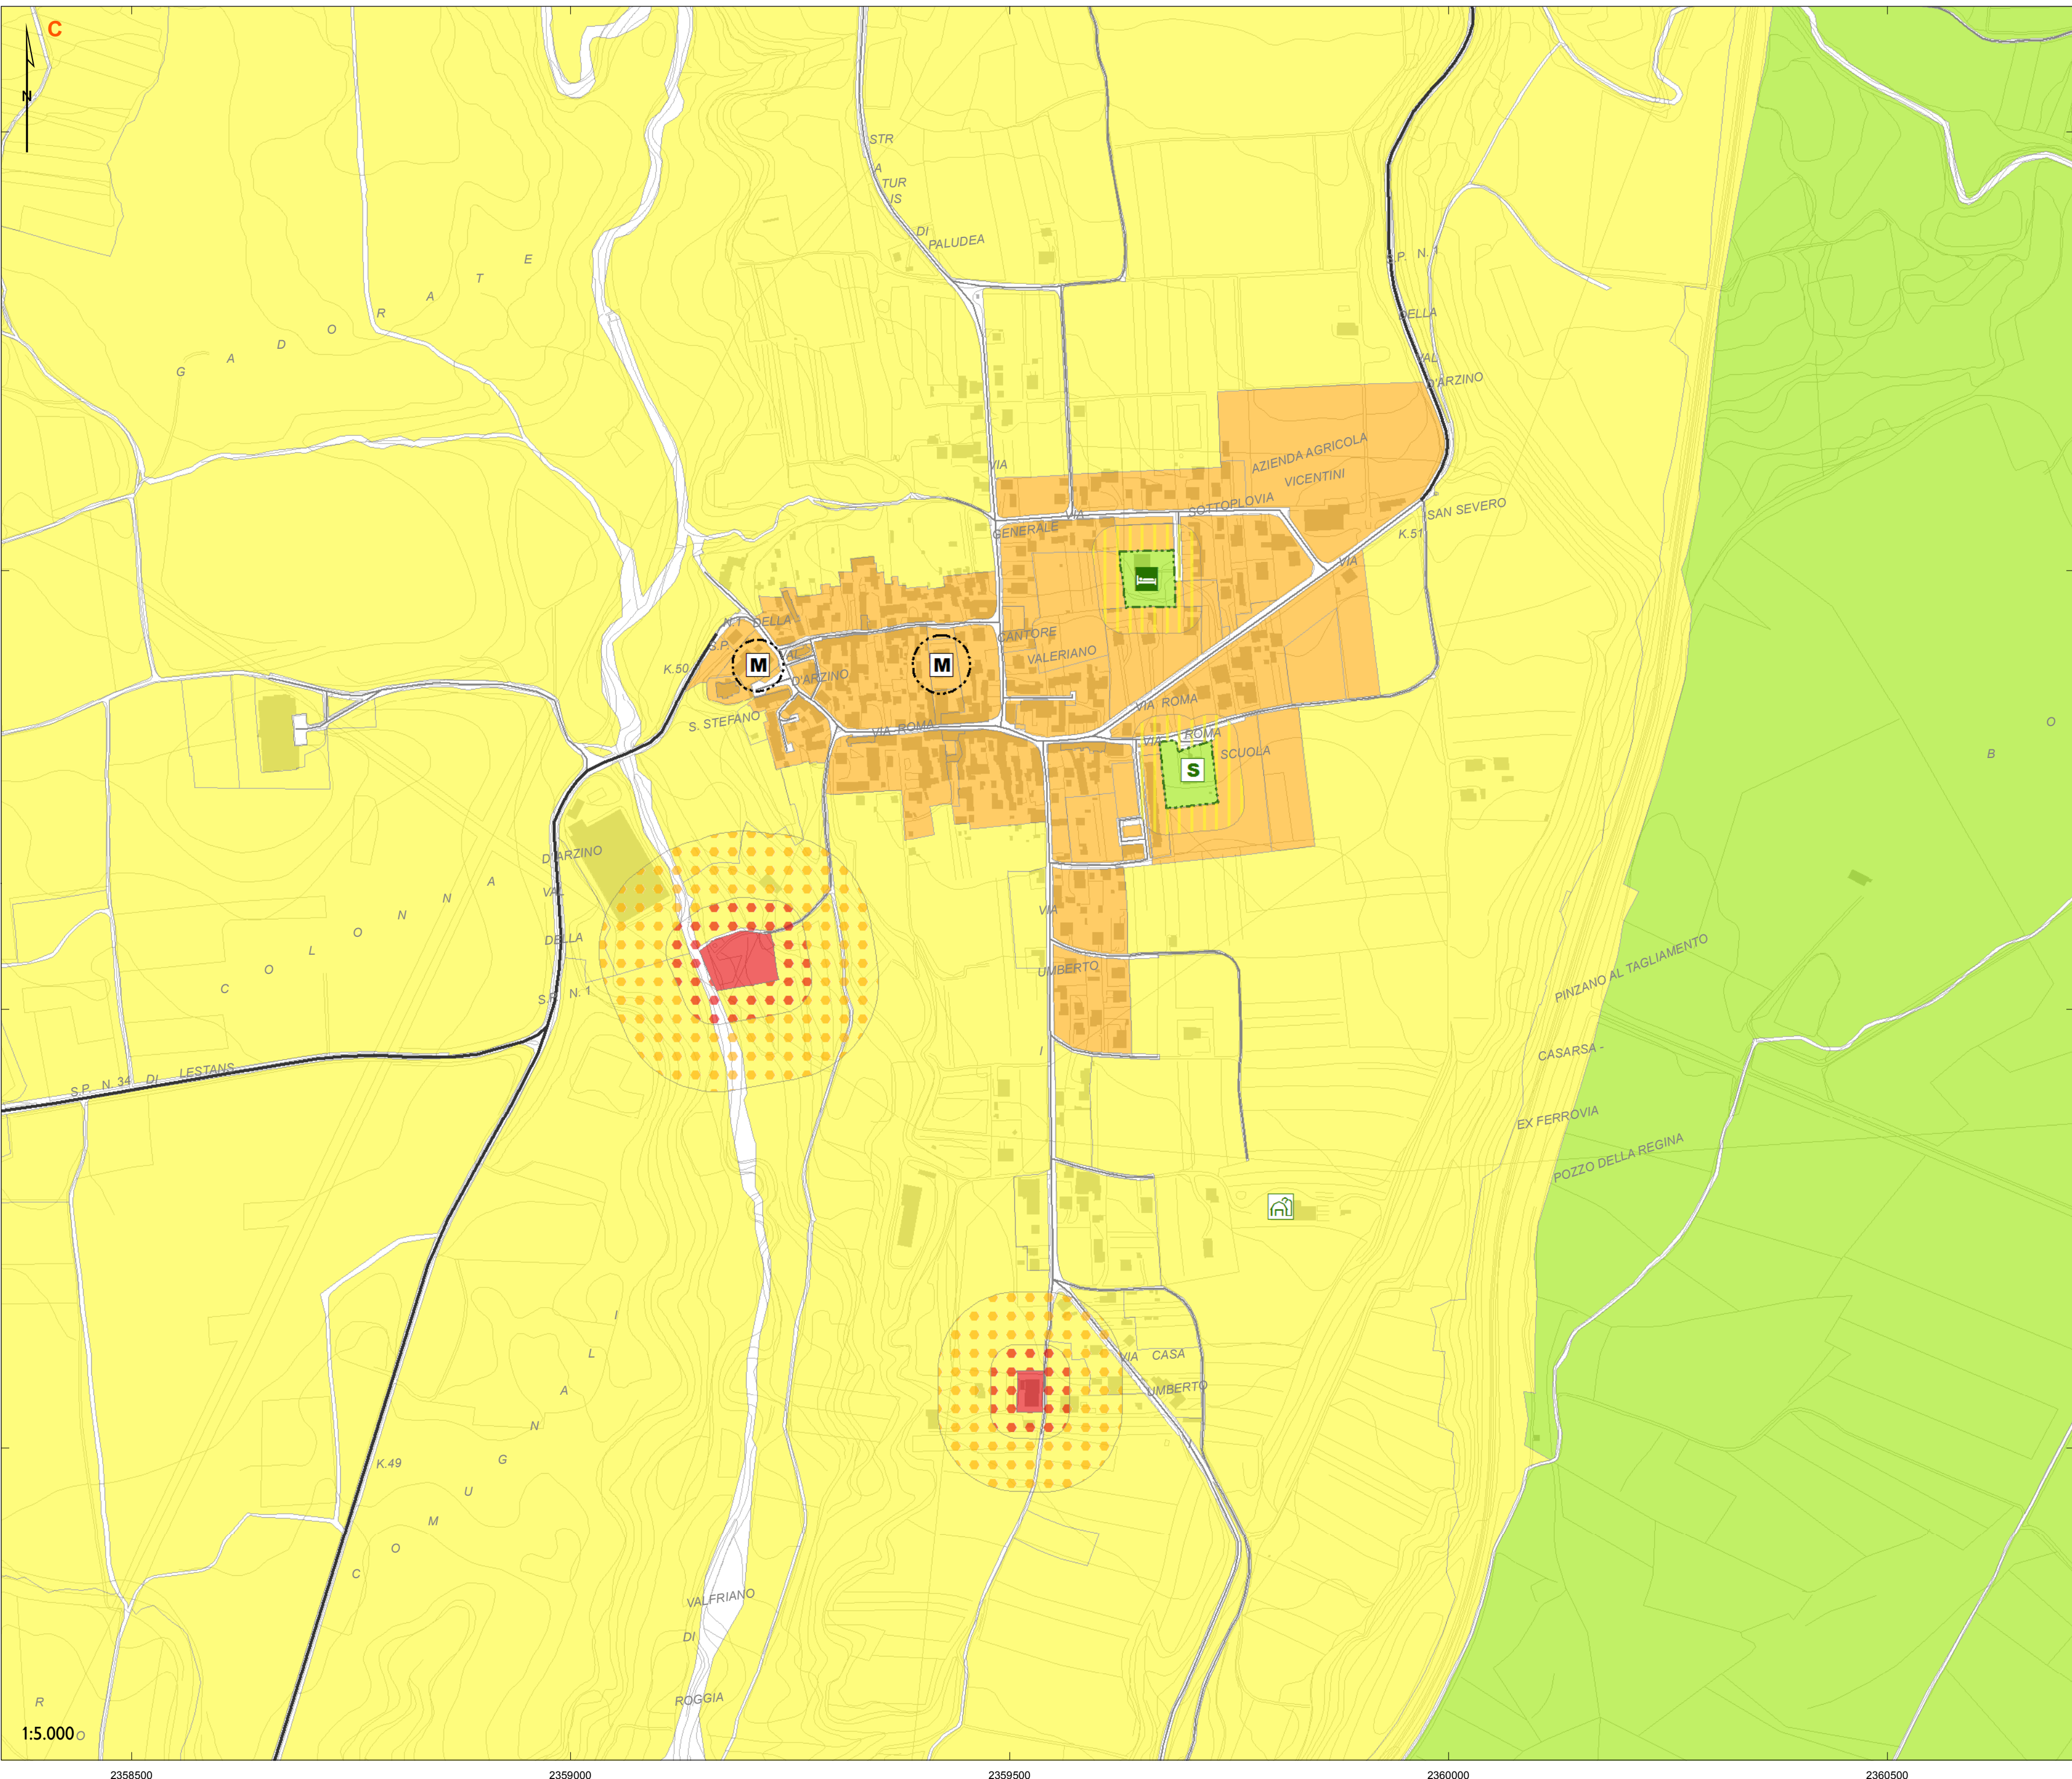 C
N
STR
A
TUR
IS
DI
PALUDEA
S.P. N. 1
DELLA
VAL
D'ARZINO
G A D O R A T E
AZIENDA AGRICOLA
VICENTINI
VIA
VIA
SOTTOPLOVIA
GENERALE
SAN SEVERO
K.51
VIA
N.1 DELLA
S.P.
VAL
D'ARZINO
K.50
M
M
CANTORE
VALERIANO
S. STEFANO
VIA ROMA
VIA ROMA
VIA ROMA
SCUOLA
S
O
B
D'ARZINO
VAL
DELLA
S.P. N. 1
C O L O N N A
VIA
UMBERTO
I
PINZANO AL TAGLIAMENTO
CASARSA -
EX FERROVIA
POZZO DELLA REGINA
S.P. N. 34 DI LESTANS
VIA CASA
UMBERTO
K.49
C O M U G N A L I
VALFRIANO
DI
ROGGIA
R
O
1:5.000
2358500 2359000 2359500 2360000 2360500